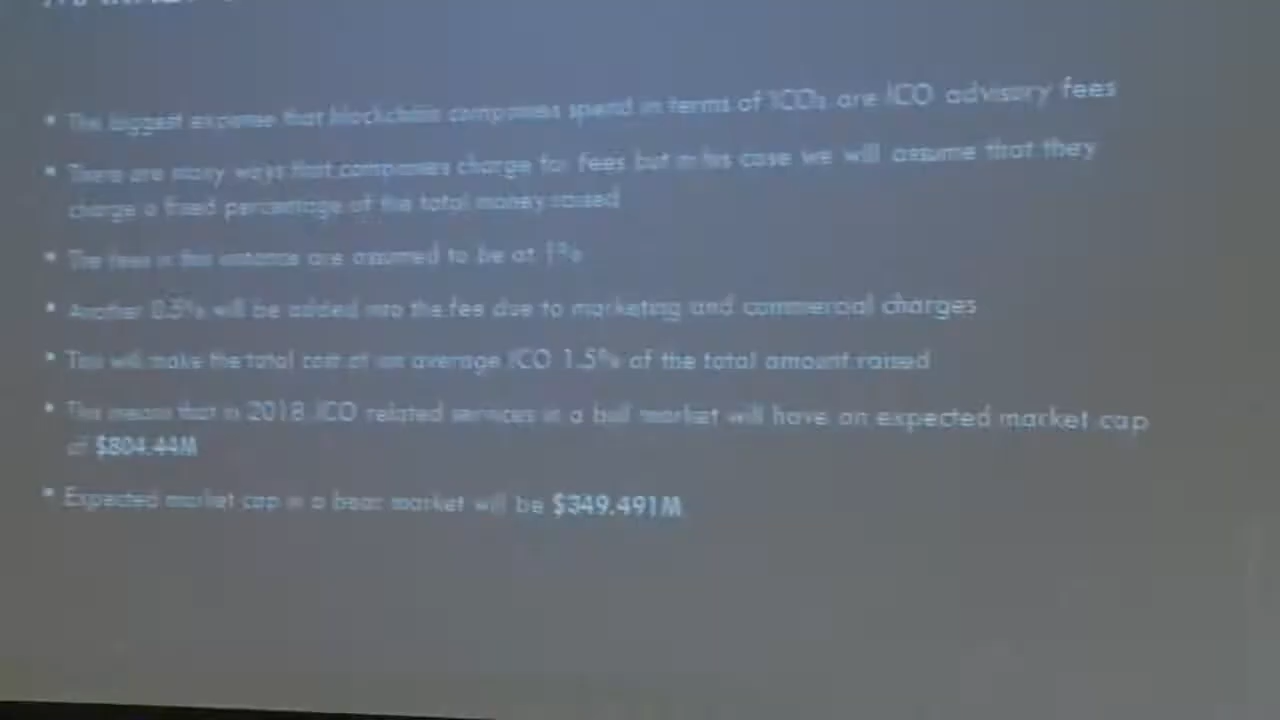 • The biggest expense that blockchain companies spend in terms of ICOs are ICO advisory fees
• There are many ways that companies charge for fees but in his case we will assume that they
charge a fixed percentage of the total money raised
• The fees in this instance are assumed to be at 1%
• Another 0.5% will be added into the fee due to marketing and commercial charges
• This will make the total cost of an average ICO 1.5% of the total amount raised
• This means that in 2018 ICO related services in a bull market will have an expected market cap
of $804.44M
• Expected market cap in a bear market will be $349.491M